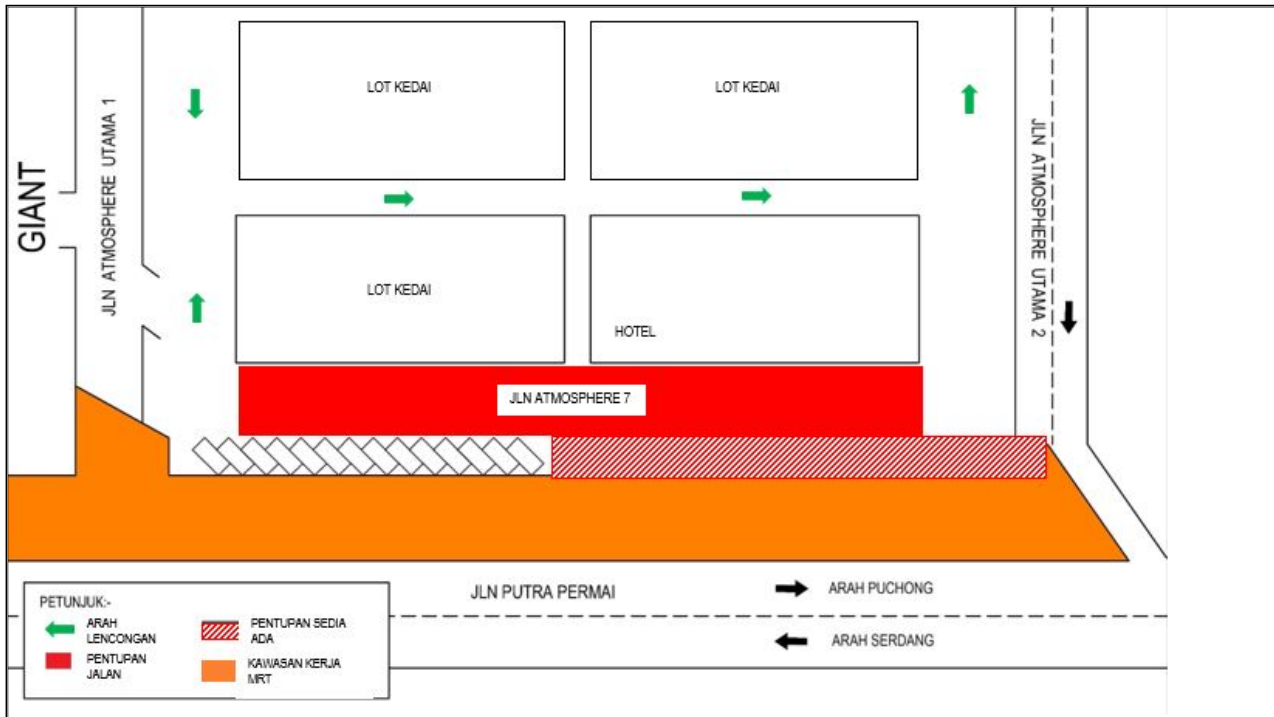 LOT KEDAI
LOT KEDAI
GIANT
JLN ATMOSPHERE UTAMA 1
JLN ATMOSPHERE UTAMA 2
LOT KEDAI
HOTEL
JLN ATMOSPHERE 7
JLN PUTRA PERMAI
ARAH PUCHONG
ARAH SERDANG
PETUNJUK:-
ARAH
LENCONGAN
PENTUPAN SEDIA
ADA
PENTUPAN
JALAN
KAWASAN KERJA
MRT